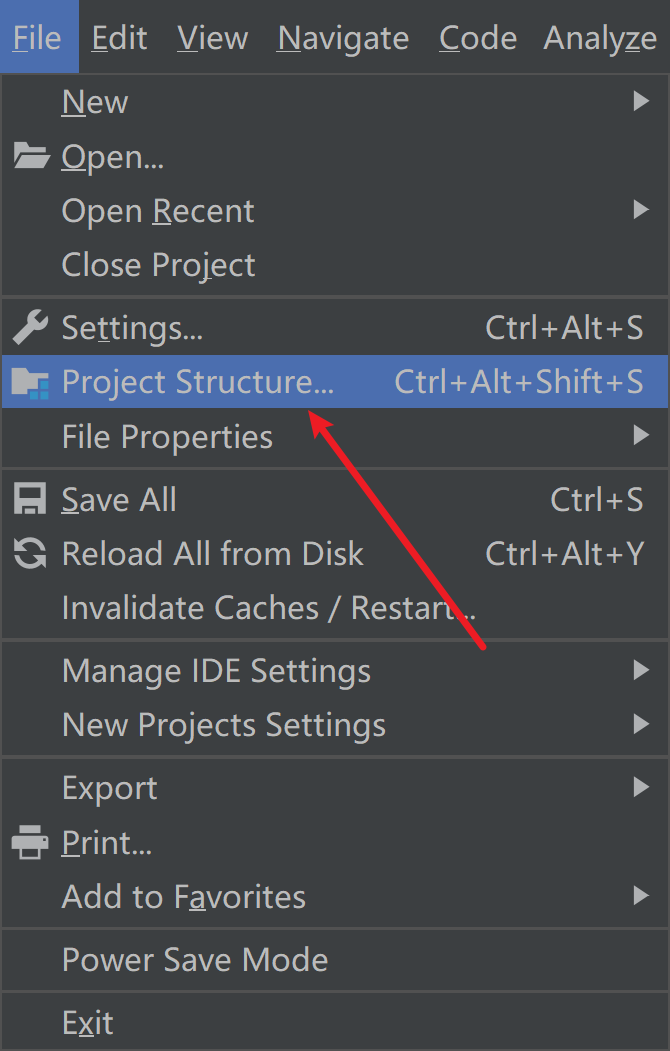 File Edit View Navigate Code Analyze
New
Open...
Open Recent
Close Project
Settings... Ctrl+Alt+S
Project Structure... Ctrl+Alt+Shift+S
File Properties
Save All Ctrl+S
Reload All from Disk Ctrl+Alt+Y
Invalidate Caches / Restart...
Manage IDE Settings
New Projects Settings
Export
Print...
Add to Favorites
Power Save Mode
Exit